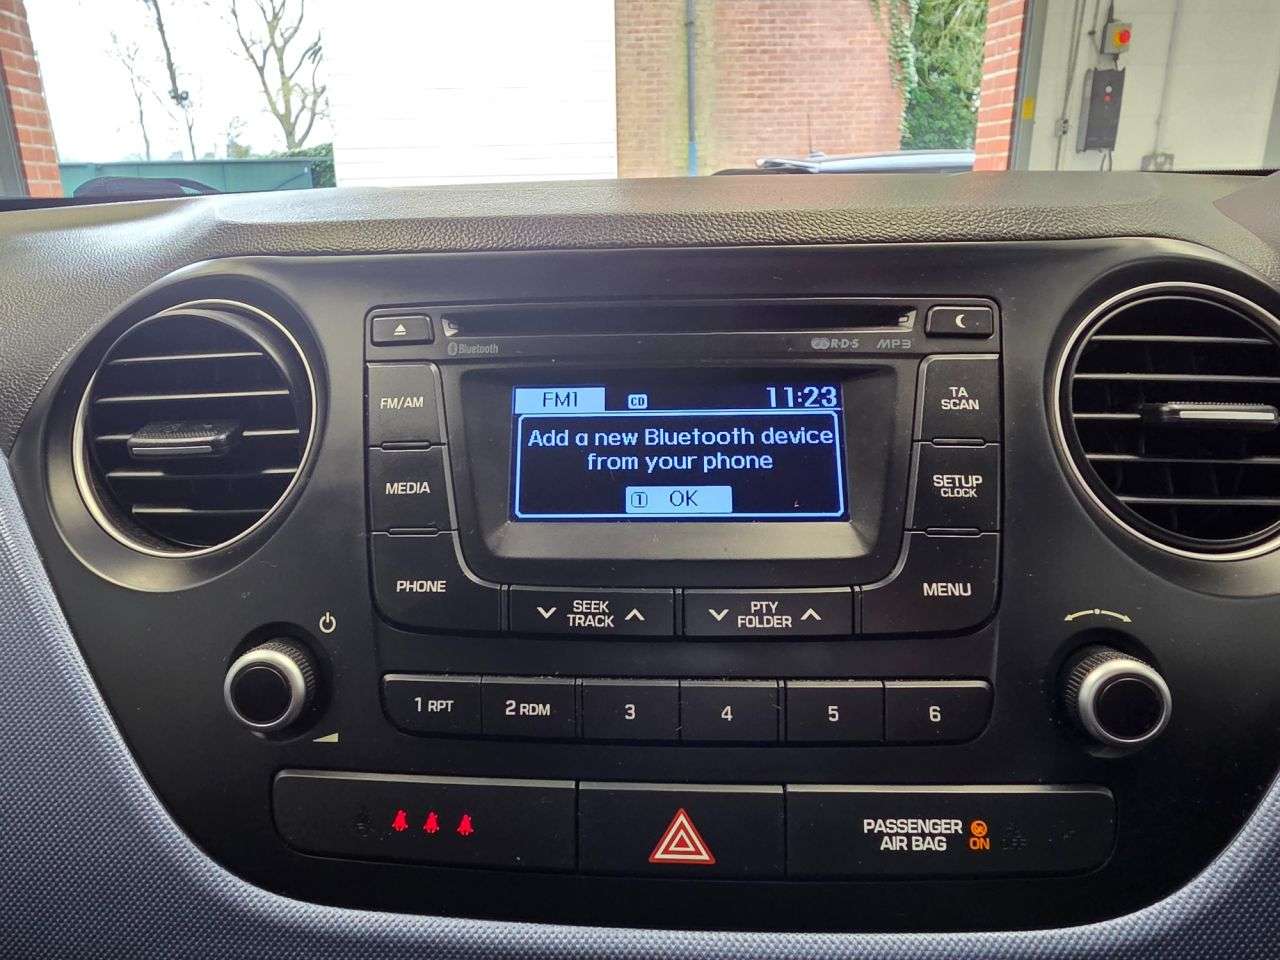 Bluetooth
R·D·S
MP3
FM/AM
MEDIA
PHONE
FM1
CD
11:23
Add a new Bluetooth device
from your phone
1 OK
TA
SCAN
SETUP
CLOCK
MENU
SEEK
TRACK
PTY
FOLDER
1 RPT
2 RDM
3
4
5
6
PASSENGER
AIR BAG
ON
OFF